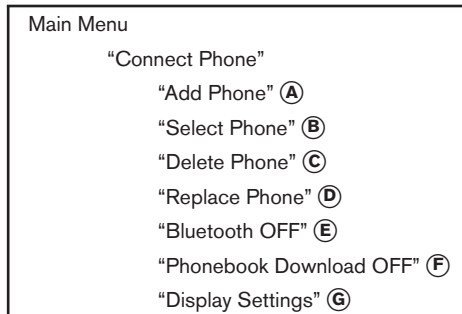 Main Menu
“Connect Phone”
“Add Phone” Ⓐ
“Select Phone” Ⓑ
“Delete Phone” Ⓒ
“Replace Phone” Ⓓ
“Bluetooth OFF” Ⓔ
“Phonebook Download OFF” Ⓕ
“Display Settings” Ⓖ